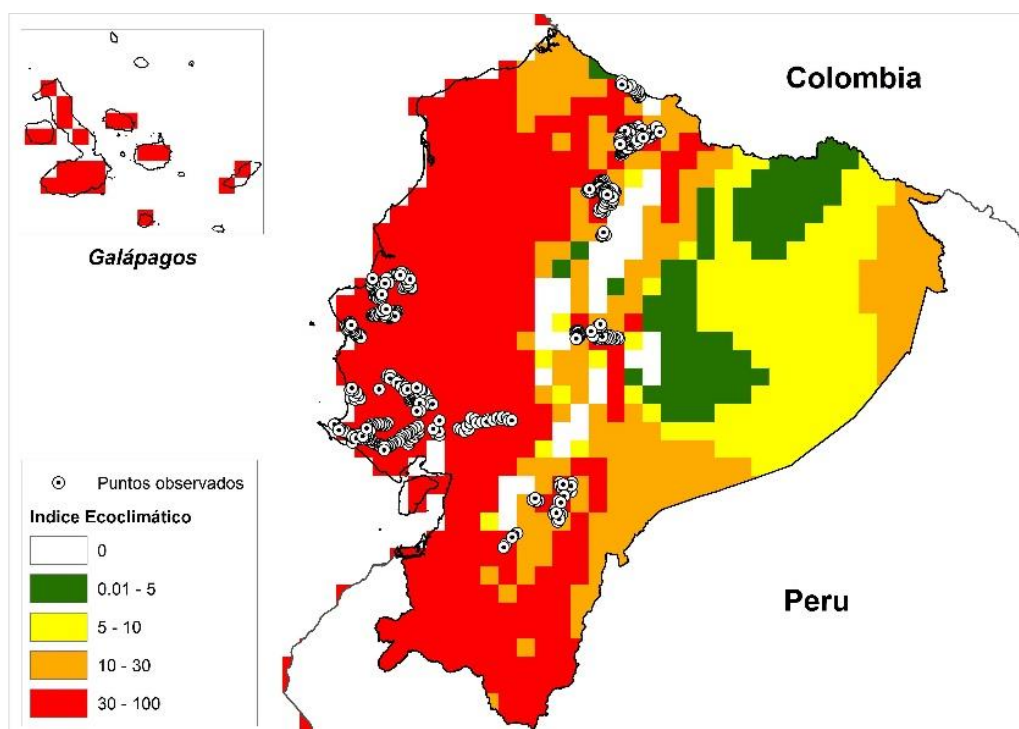 Colombia
Galápagos
Puntos observados
Indice Ecoclimático
0
0.01 - 5
5 - 10
10 - 30
30 - 100
Peru